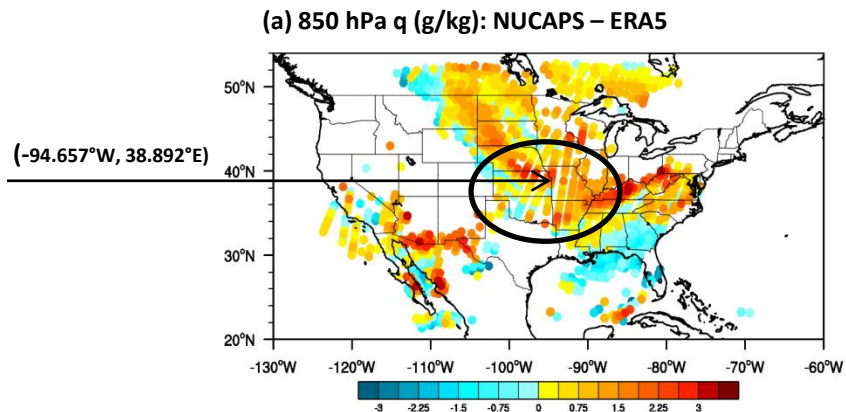 (a) 850 hPa q (g/kg): NUCAPS – ERA5
50°N
(-94.657°W, 38.892°E)
40°N
30°N
20°N
-130°W -120°W -110°W -100°W -90°W -80°W -70°W -60°W
-3 -2.25 -1.5 -0.75 0 0.75 1.5 2.25 3